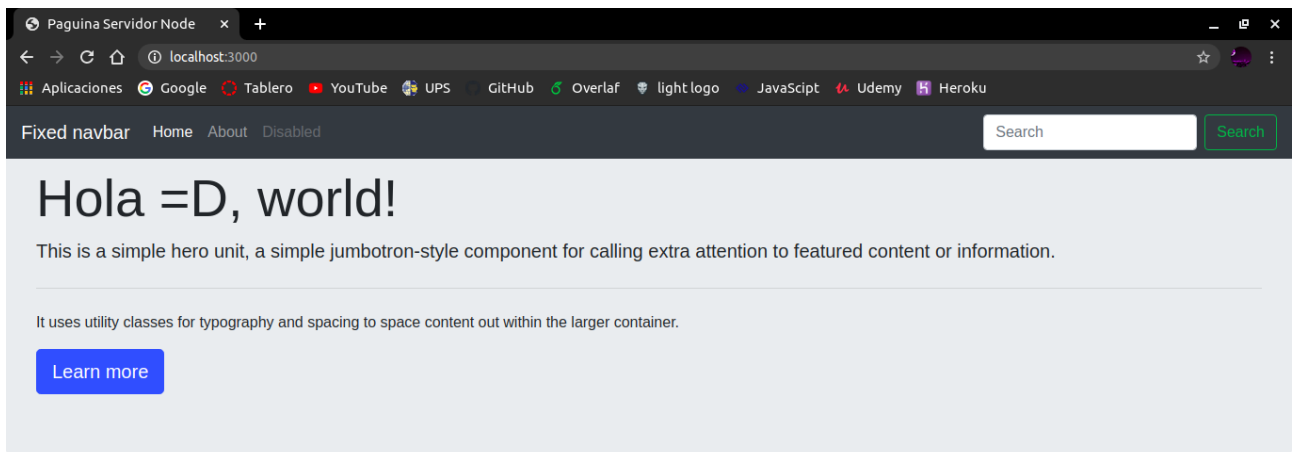 Paguina Servidor Node
localhost:3000
Aplicaciones Google Tablero YouTube UPS GitHub Overlaf light logo JavaScipt Udemy Heroku
Fixed navbar Home About Disabled Search Search
Hola =D, world!
This is a simple hero unit, a simple jumbotron-style component for calling extra attention to featured content or information.
It uses utility classes for typography and spacing to space content out within the larger container.
Learn more